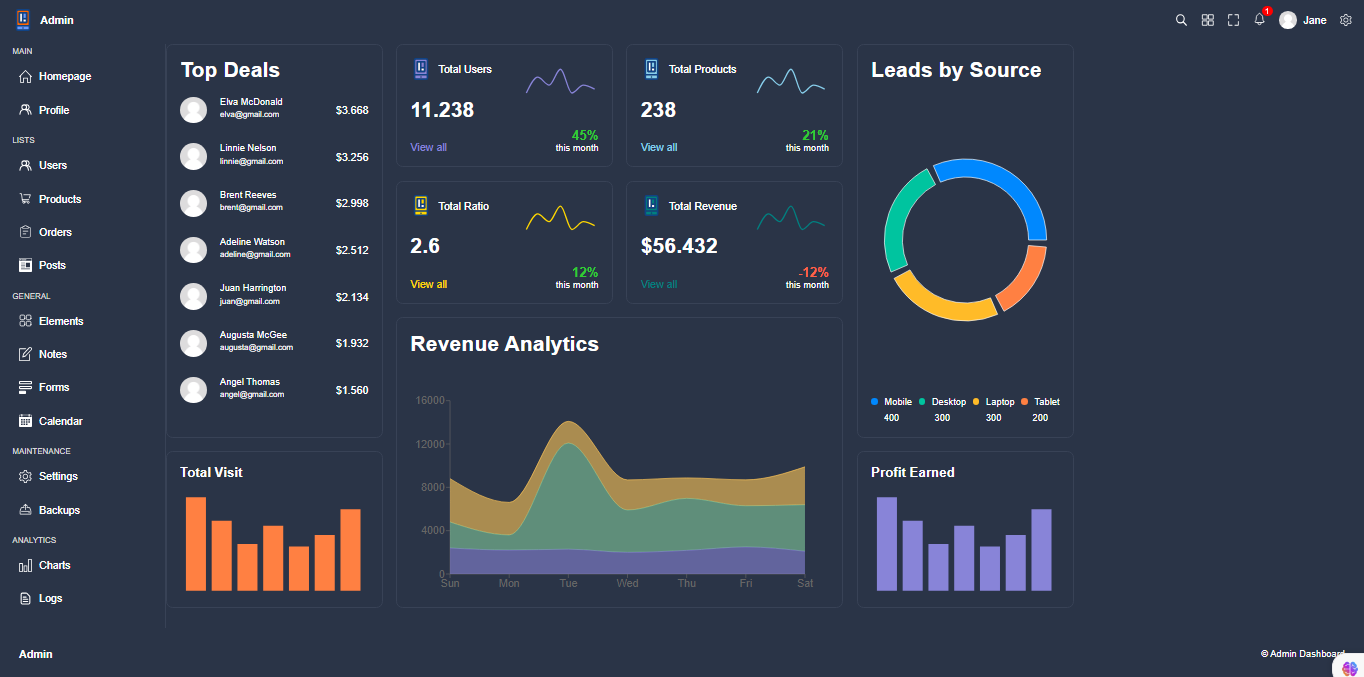 Admin
1
Jane
MAIN
Homepage
Profile
LISTS
Users
Products
Orders
Posts
GENERAL
Elements
Notes
Forms
Calendar
MAINTENANCE
Settings
Backups
ANALYTICS
Charts
Logs
Top Deals
Elva McDonald
elva@gmail.com
$3.668
Linnie Nelson
linnie@gmail.com
$3.256
Brent Reeves
brent@gmail.com
$2.998
Adeline Watson
adeline@gmail.com
$2.512
Juan Harrington
juan@gmail.com
$2.134
Augusta McGee
augusta@gmail.com
$1.932
Angel Thomas
angel@gmail.com
$1.560
Total Visit
Total Users
11.238
View all
45%
this month
Total Products
238
View all
21%
this month
Total Ratio
2.6
View all
12%
this month
Total Revenue
$56.432
View all
-12%
this month
Revenue Analytics
16000
12000
8000
4000
0
Sun Mon Tue Wed Thu Fri Sat
Leads by Source
Mobile Desktop Laptop Tablet
400 300 300 200
Profit Earned
Admin
© Admin Dashboard